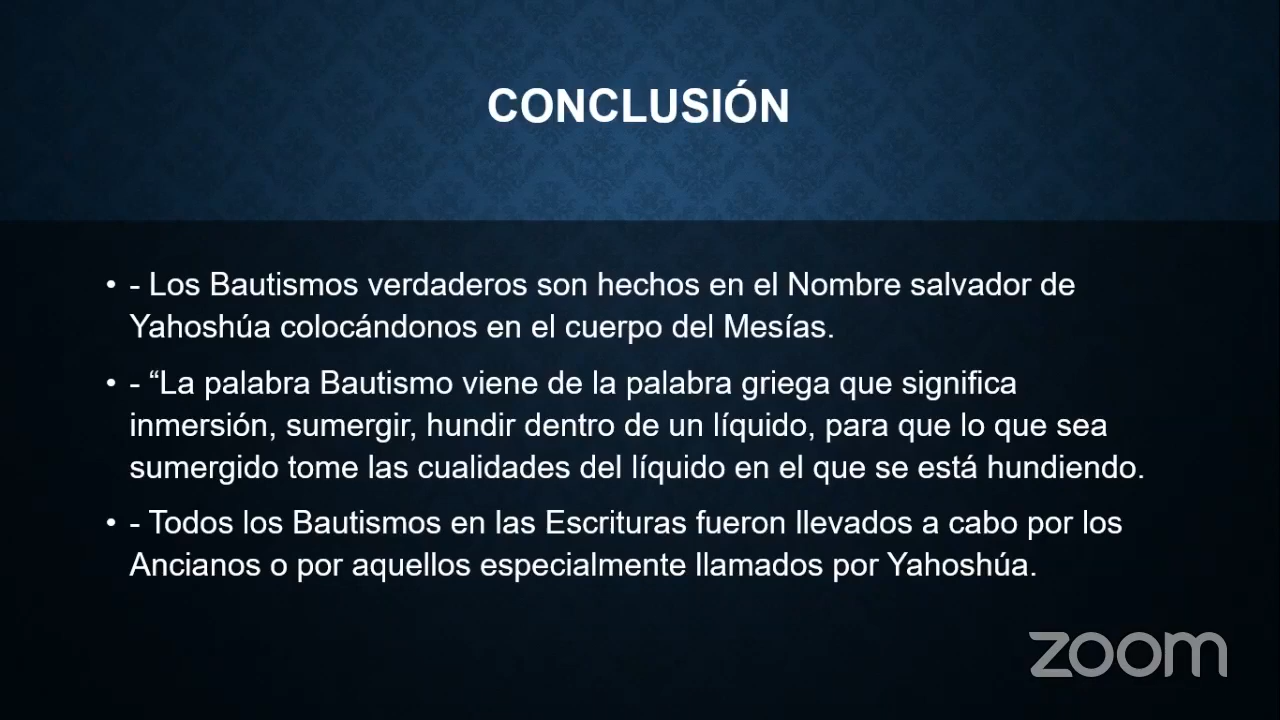 CONCLUSIÓN
• - Los Bautismos verdaderos son hechos en el Nombre salvador de
Yahoshúa colocándonos en el cuerpo del Mesías.
• - “La palabra Bautismo viene de la palabra griega que significa
inmersión, sumergir, hundir dentro de un líquido, para que lo que sea
sumergido tome las cualidades del líquido en el que se está hundiendo.
• - Todos los Bautismos en las Escrituras fueron llevados a cabo por los
Ancianos o por aquellos especialmente llamados por Yahoshúa.
zoom